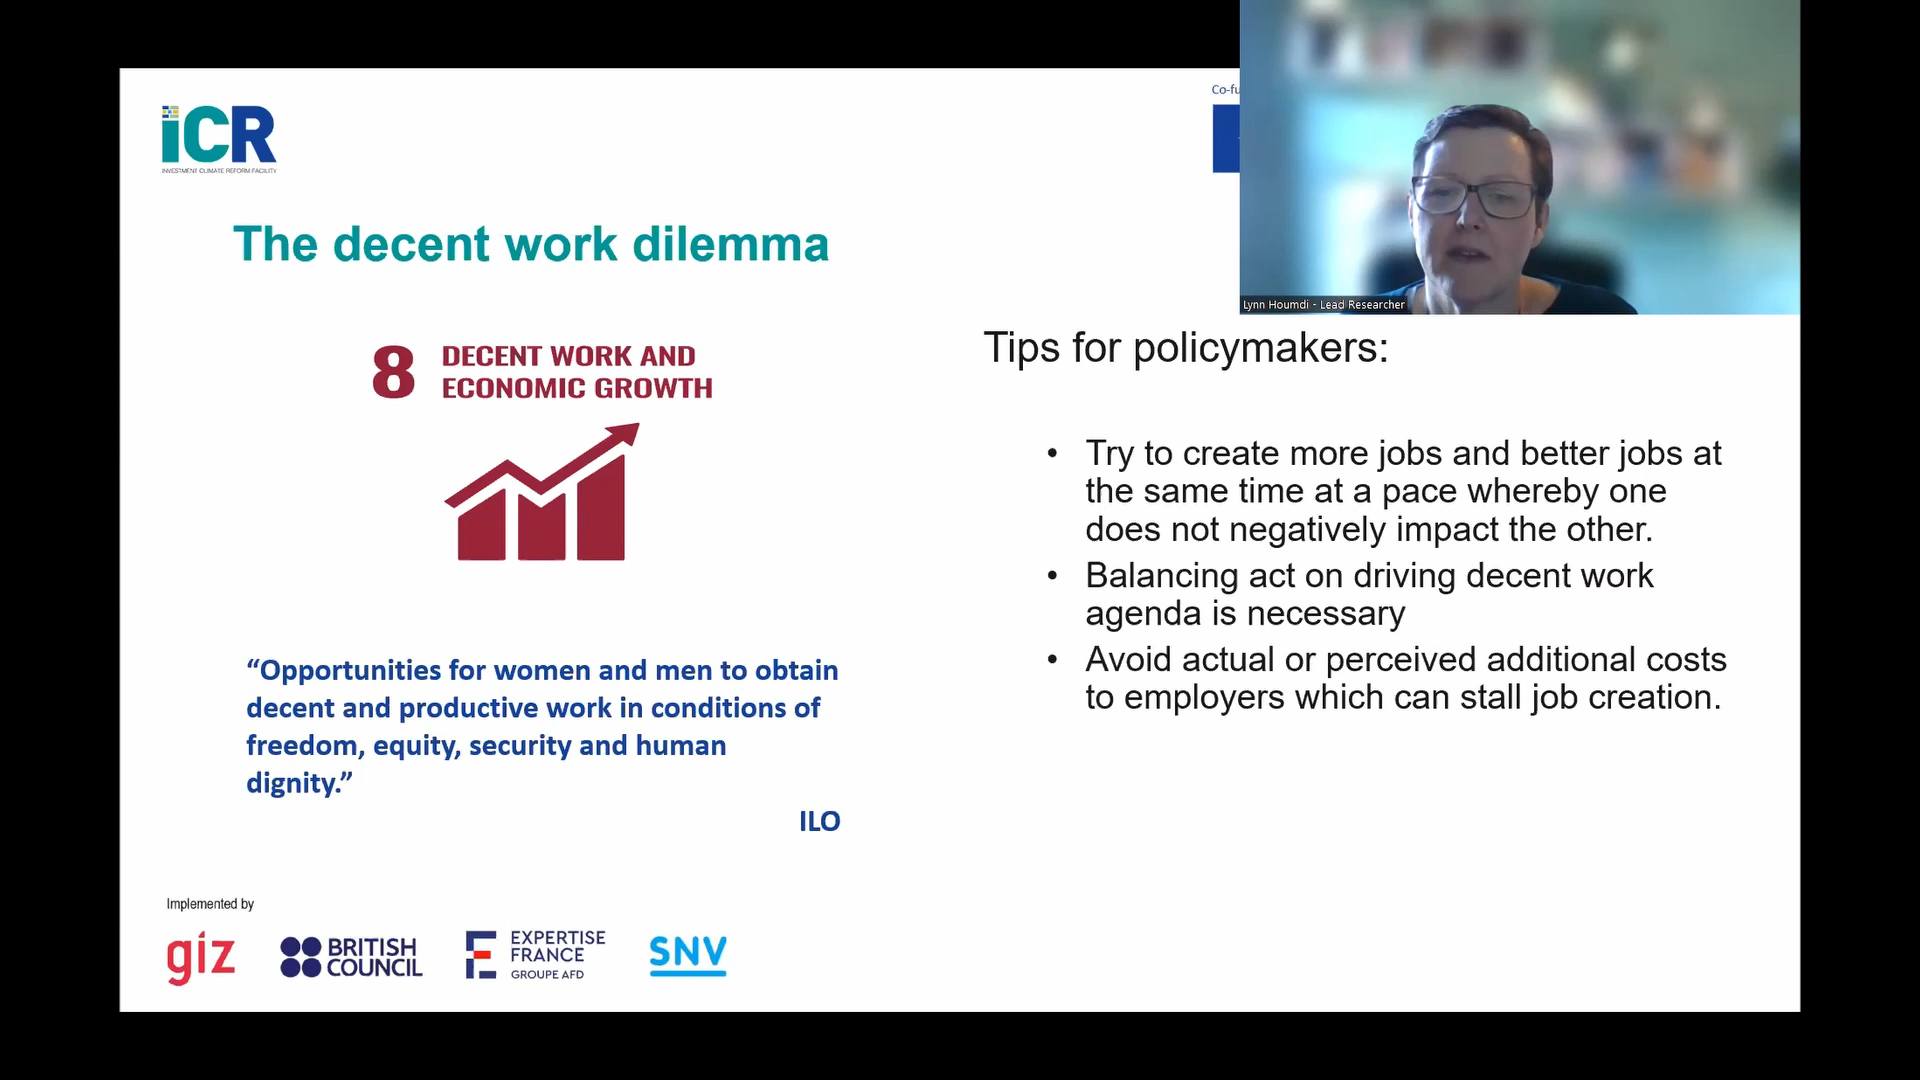 iCR
INVESTMENT CLIMATE REFORM FACILITY
Co-fu
Lynn Houmdi - Lead Researcher
The decent work dilemma
8 DECENT WORK AND
ECONOMIC GROWTH
“Opportunities for women and men to obtain
decent and productive work in conditions of
freedom, equity, security and human
dignity.”
ILO
Tips for policymakers:
• Try to create more jobs and better jobs at
the same time at a pace whereby one
does not negatively impact the other.
• Balancing act on driving decent work
agenda is necessary
• Avoid actual or perceived additional costs
to employers which can stall job creation.
Implemented by
giz
BRITISH
COUNCIL
EXPERTISE
FRANCE
GROUPE AFD
SNV